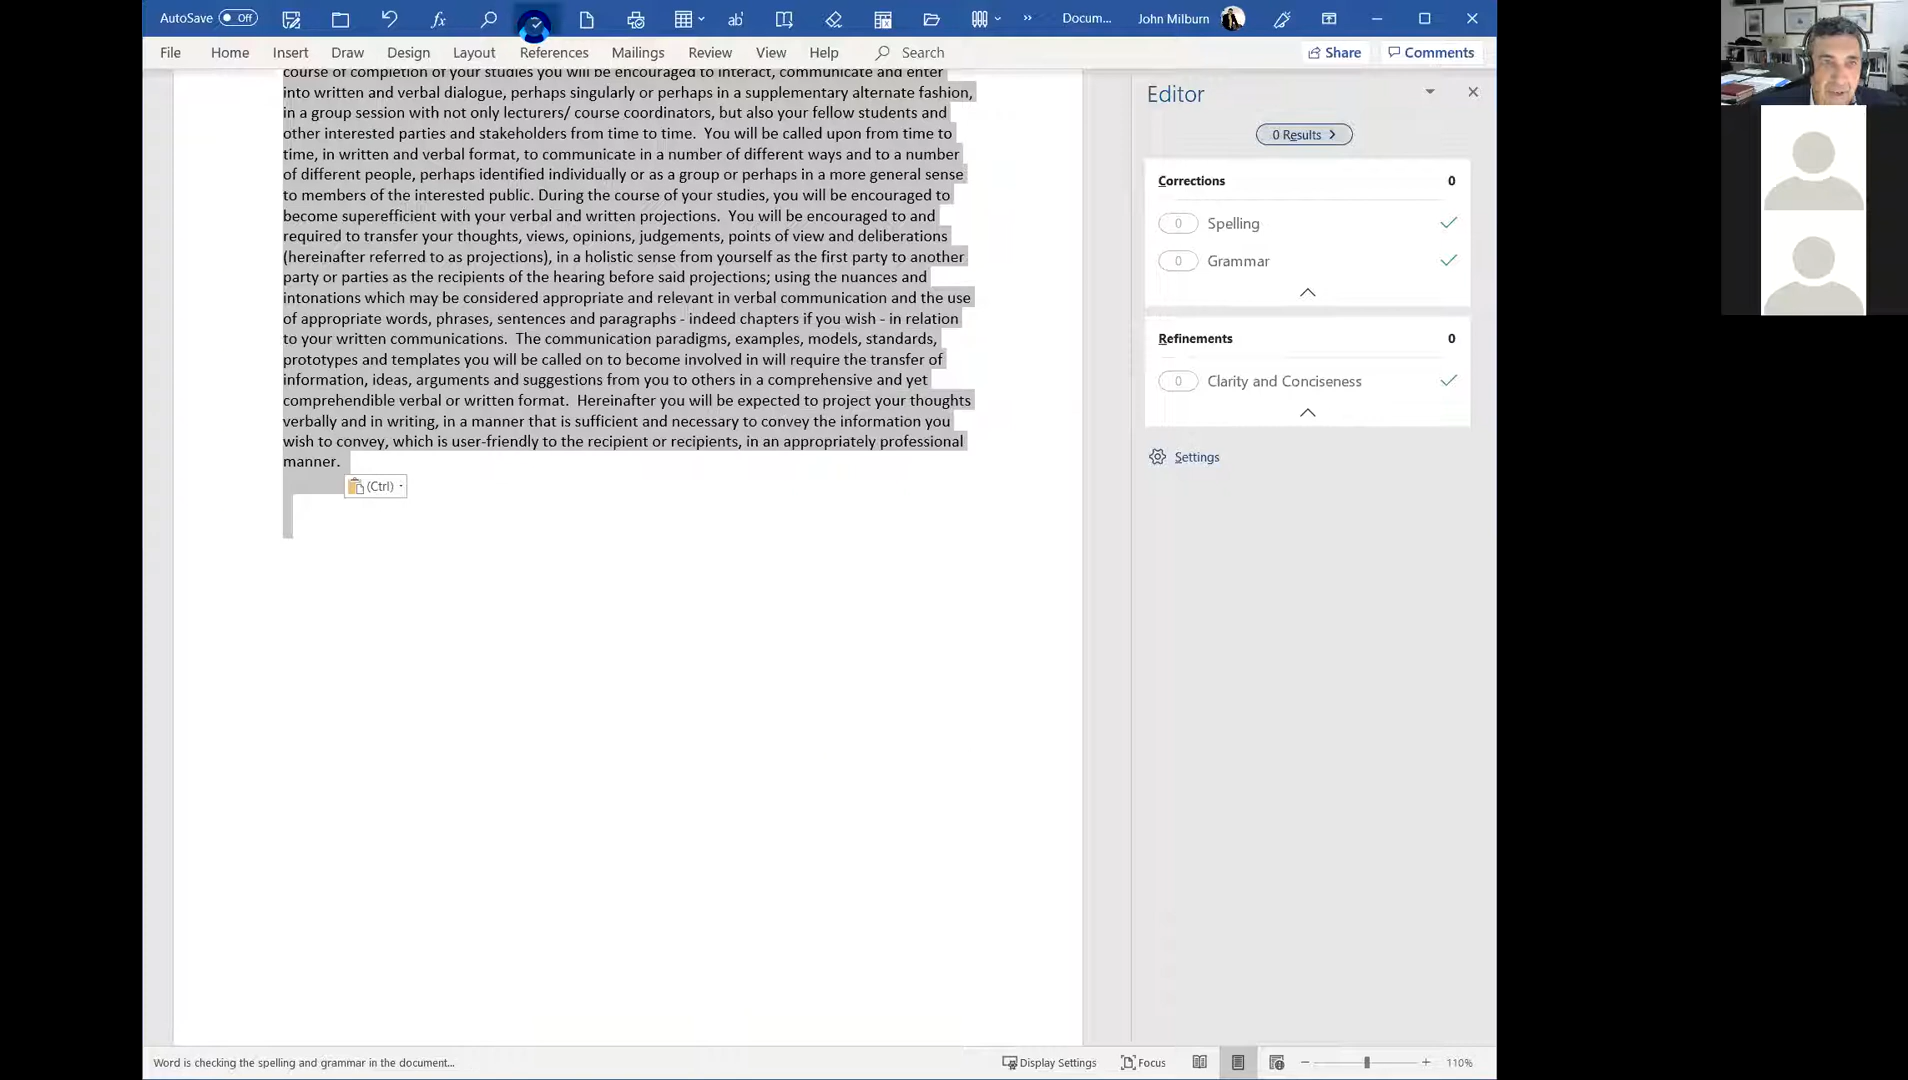 AutoSave Off Docum... John Milburn
File Home Insert Draw Design Layout References Mailings Review View Help Search Share Comments
course of completion of your studies you will be encouraged to interact, communicate and enter
into written and verbal dialogue, perhaps singularly or perhaps in a supplementary alternate fashion,
in a group session with not only lecturers/ course coordinators, but also your fellow students and
other interested parties and stakeholders from time to time. You will be called upon from time to
time, in written and verbal format, to communicate in a number of different ways and to a number
of different people, perhaps identified individually or as a group or perhaps in a more general sense
to members of the interested public. During the course of your studies, you will be encouraged to
become superefficient with your verbal and written projections. You will be encouraged to and
required to transfer your thoughts, views, opinions, judgements, points of view and deliberations
(hereinafter referred to as projections), in a holistic sense from yourself as the first party to another
party or parties as the recipients of the hearing before said projections; using the nuances and
intonations which may be considered appropriate and relevant in verbal communication and the use
of appropriate words, phrases, sentences and paragraphs - indeed chapters if you wish - in relation
to your written communications. The communication paradigms, examples, models, standards,
prototypes and templates you will be called on to become involved in will require the transfer of
information, ideas, arguments and suggestions from you to others in a comprehensive and yet
comprehendible verbal or written format. Hereinafter you will be expected to project your thoughts
verbally and in writing, in a manner that is sufficient and necessary to convey the information you
wish to convey, which is user-friendly to the recipient or recipients, in an appropriately professional
manner.
(Ctrl)
Editor
0 Results
Corrections 0
0 Spelling
0 Grammar
Refinements 0
0 Clarity and Conciseness
Settings
Word is checking the spelling and grammar in the document... Display Settings Focus 110%